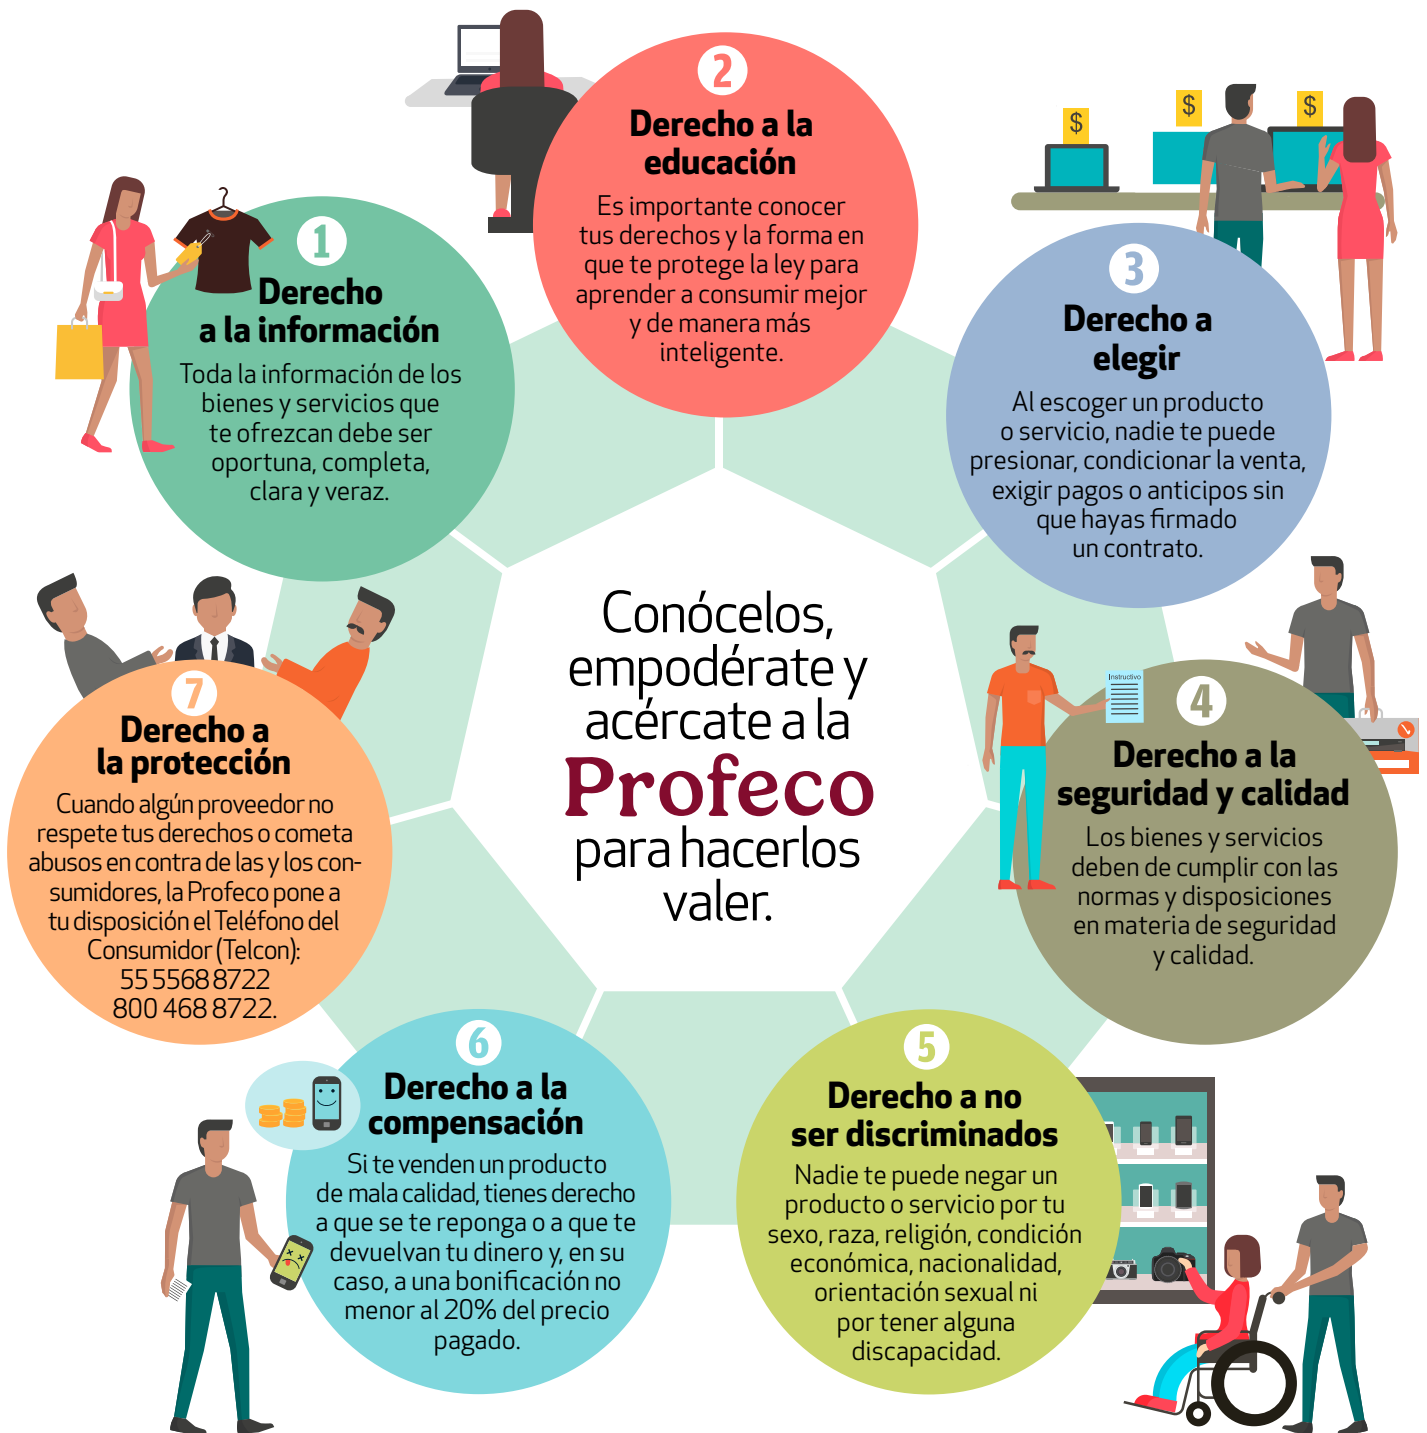 1
Derecho
a la información
Toda la información de los
bienes y servicios que
te ofrezcan debe ser
oportuna, completa,
clara y veraz.
2
Derecho a la
educación
Es importante conocer
tus derechos y la forma en
que te protege la ley para
aprender a consumir mejor
y de manera más
inteligente.
$
$
$
3
Derecho a
elegir
Al escoger un producto
o servicio, nadie te puede
presionar, condicionar la venta,
exigir pagos o anticipos sin
que hayas firmado
un contrato.
Conócelos,
empodérate y
acércate a la
Profeco
para hacerlos
valer.
Instructivo
4
Derecho a la
seguridad y calidad
Los bienes y servicios
deben de cumplir con las
normas y disposiciones
en materia de seguridad
y calidad.
5
Derecho a no
ser discriminados
Nadie te puede negar un
producto o servicio por tu
sexo, raza, religión, condición
económica, nacionalidad,
orientación sexual ni
por tener alguna
discapacidad.
6
Derecho a la
compensación
Si te venden un producto
de mala calidad, tienes derecho
a que se te reponga o a que te
devuelvan tu dinero y, en su
caso, a una bonificación no
menor al 20% del precio
pagado.
7
Derecho a
la protección
Cuando algún proveedor no
respete tus derechos o cometa
abusos en contra de las y los con-
sumidores, la Profeco pone a
tu disposición el Teléfono del
Consumidor (Telcon):
55 5568 8722
800 468 8722.